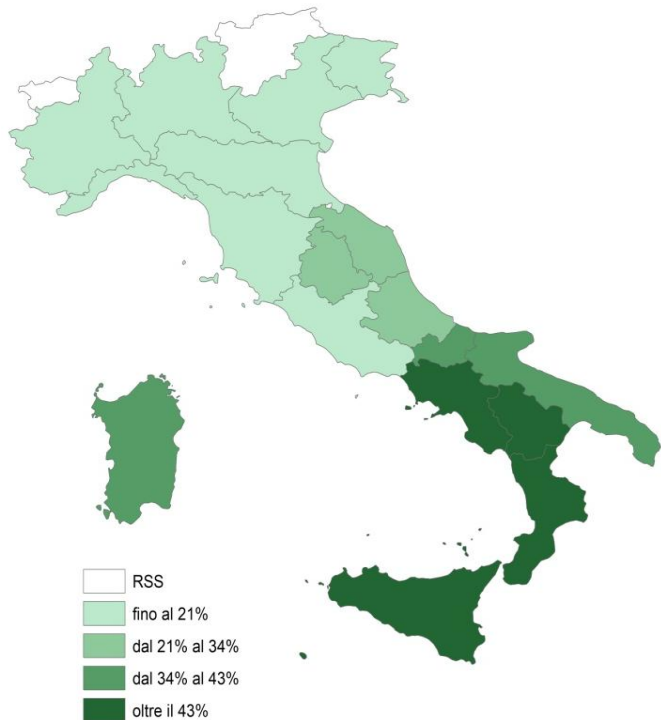 RSS
fino al 21%
dal 21% al 34%
dal 34% al 43%
oltre il 43%